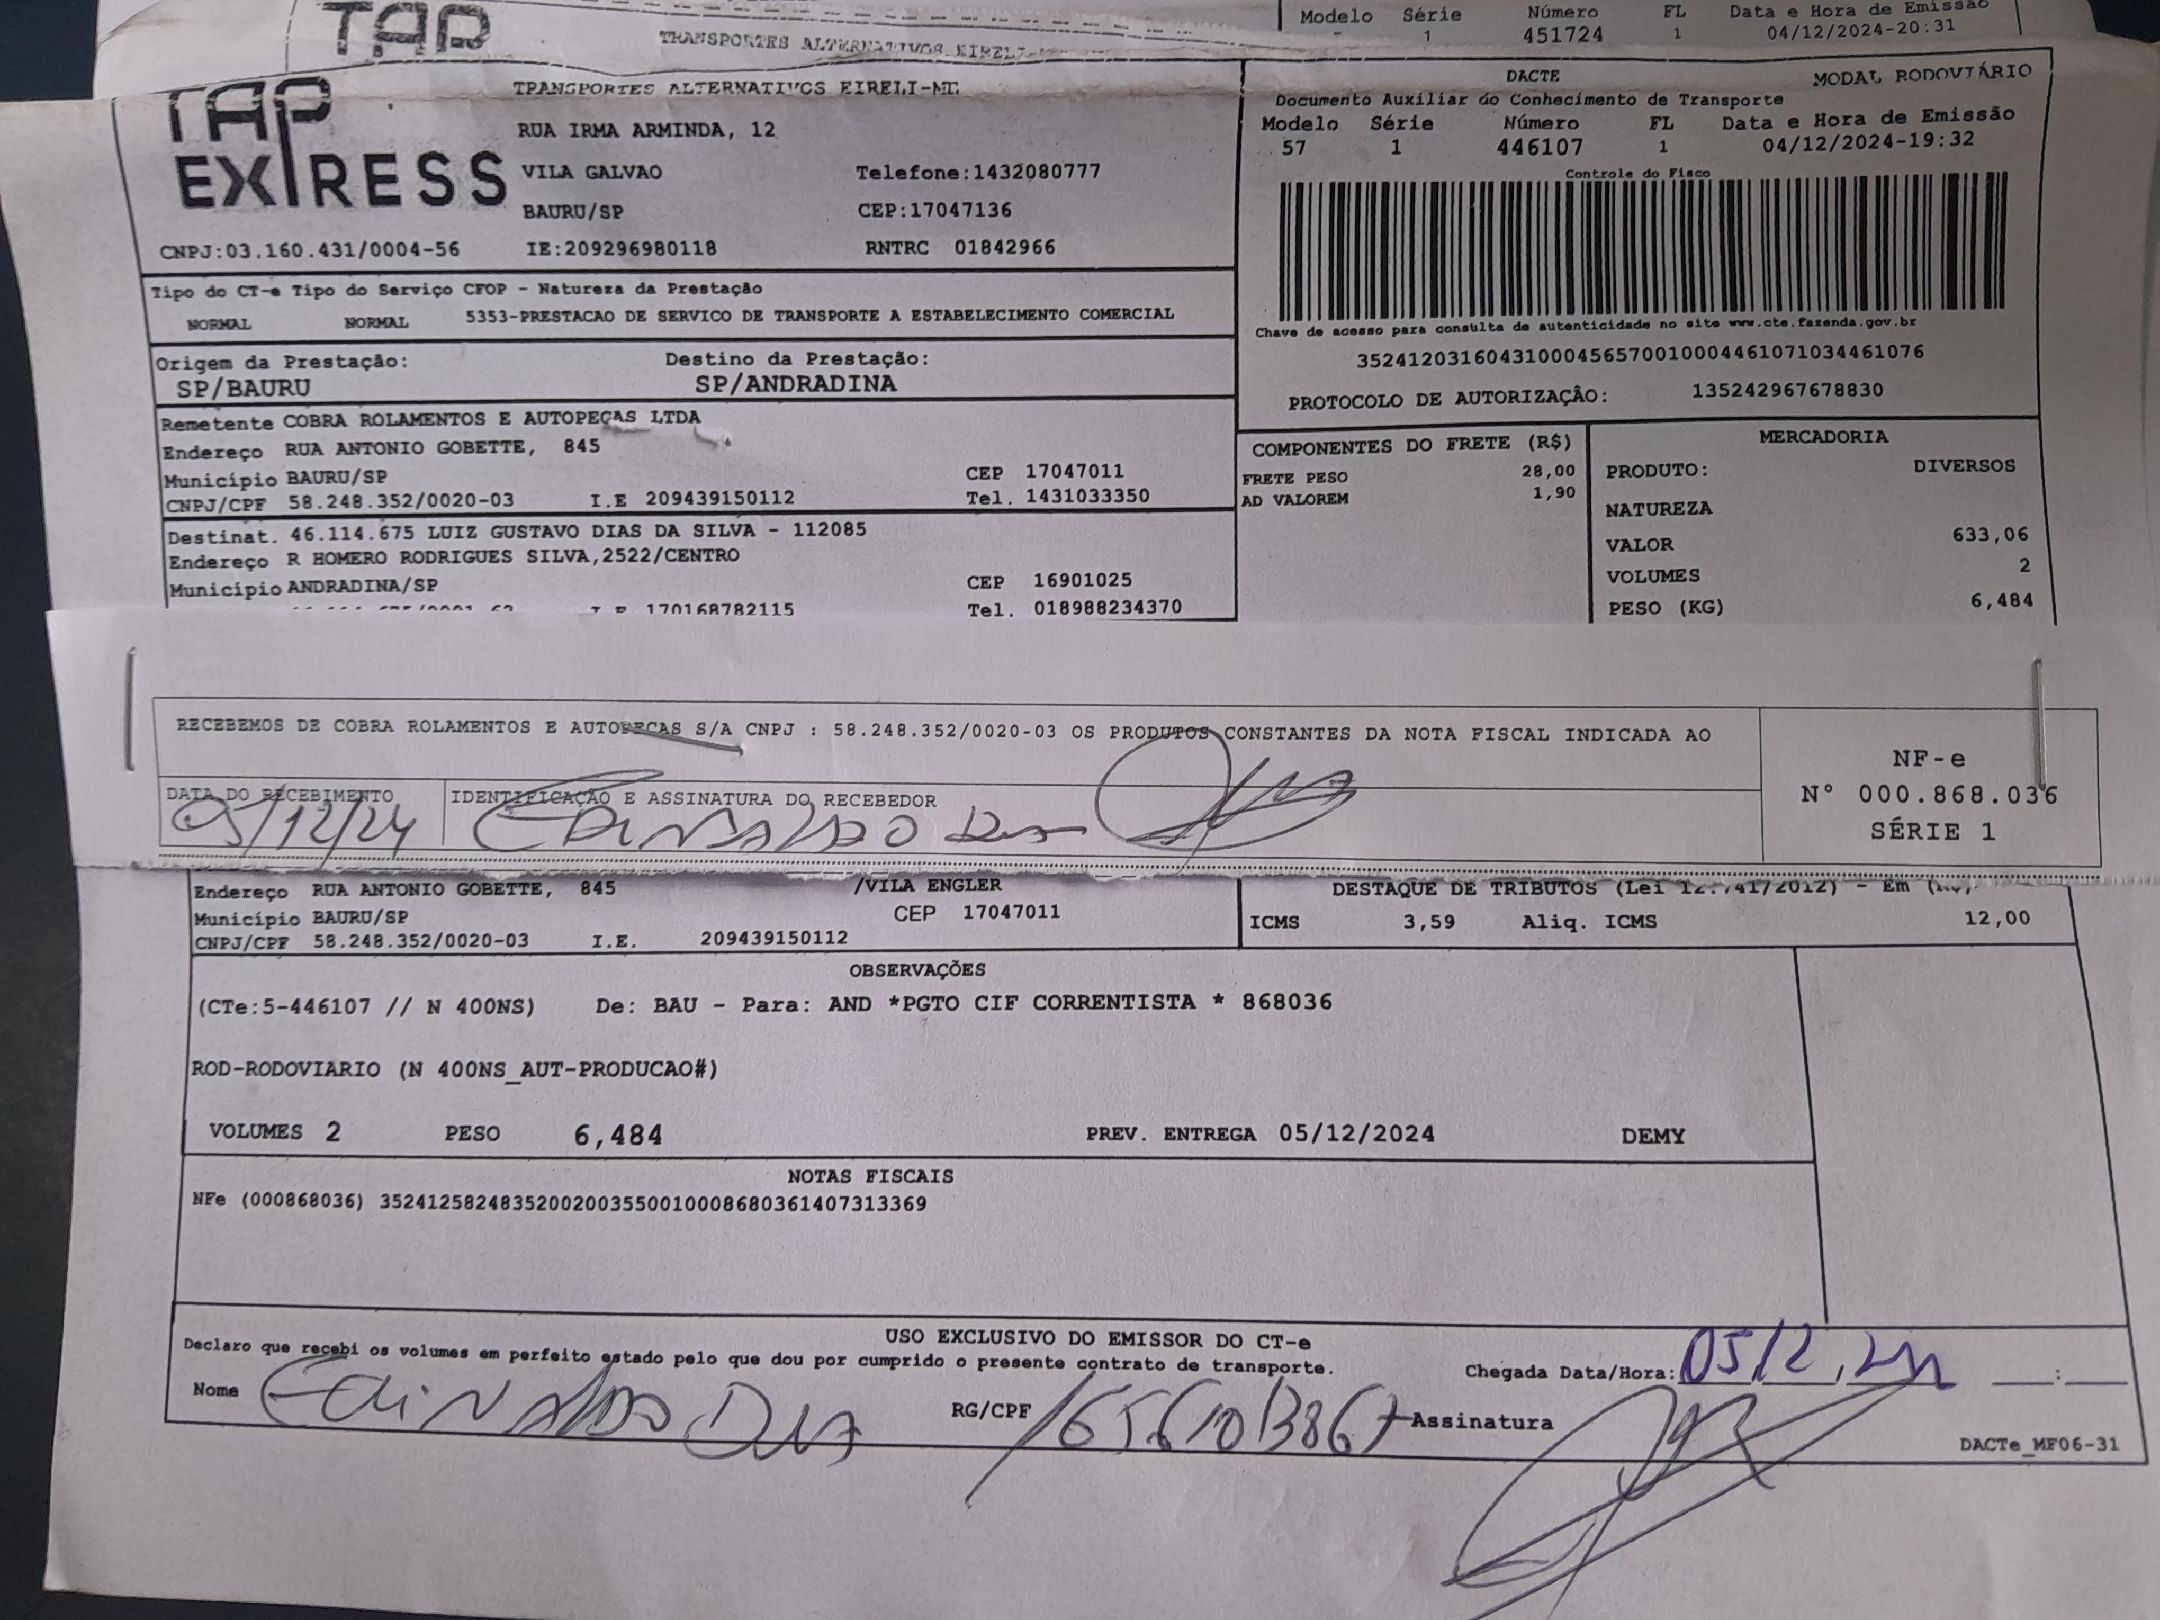 TAP
TRANSPORTES ALTERNATIVOS EIRELI-
Modelo Série Número FL Data e Hora de Emissão
1 451724 1 04/12/2024-20:31
TAP EXPRESS
TRANSPORTES ALTERNATIVOS EIRELI-ME
RUA IRMA ARMINDA, 12
VILA GALVAO Telefone:1432080777
BAURU/SP CEP:17047136
CNPJ:03.160.431/0004-56 IE:209296980118 RNTRC 01842966
DACTE MODAL RODOVIÁRIO
Documento Auxiliar do Conhecimento de Transporte
Modelo Série Número FL Data e Hora de Emissão
57 1 446107 1 04/12/2024-19:32
Controle do Fisco
Chave de acesso para consulta de autenticidade no site www.cte.fazenda.gov.br
35241203160431000456570010004461071034461076
PROTOCOLO DE AUTORIZAÇÂO: 135242967678830
Tipo do CT-e Tipo do Serviço CFOP - Natureza da Prestação
NORMAL NORMAL 5353-PRESTACAO DE SERVICO DE TRANSPORTE A ESTABELECIMENTO COMERCIAL
Origem da Prestação: Destino da Prestação:
SP/BAURU SP/ANDRADINA
Remetente COBRA ROLAMENTOS E AUTOPEÇAS LTDA
Endereço RUA ANTONIO GOBETTE, 845
Município BAURU/SP CEP 17047011
CNPJ/CPF 58.248.352/0020-03 I.E 209439150112 Tel. 1431033350
Destinat. 46.114.675 LUIZ GUSTAVO DIAS DA SILVA - 112085
Endereço R HOMERO RODRIGUES SILVA,2522/CENTRO
Município ANDRADINA/SP CEP 16901025
170168782115 Tel. 018988234370
COMPONENTES DO FRETE (R$)
FRETE PESO 28,00
AD VALOREM 1,90
MERCADORIA
PRODUTO: DIVERSOS
NATUREZA
VALOR 633,06
VOLUMES 2
PESO (KG) 6,484
RECEBEMOS DE COBRA ROLAMENTOS E AUTOPECAS S/A CNPJ : 58.248.352/0020-03 OS PRODUTOS CONSTANTES DA NOTA FISCAL INDICADA AO
DATA DO RECEBIMENTO IDENTIFICAÇÃO E ASSINATURA DO RECEBEDOR
05/12/24 EDINALDO
NF-e
N° 000.868.036
SÉRIE 1
Endereço RUA ANTONIO GOBETTE, 845 /VILA ENGLER
Município BAURU/SP CEP 17047011
CNPJ/CPF 58.248.352/0020-03 I.E. 209439150112
DESTAQUE DE TRIBUTOS (Lei 12.741/2012) - Em
ICMS 3,59 Aliq. ICMS 12,00
OBSERVAÇÕES
(CTe:5-446107 // N 400NS) De: BAU - Para: AND *PGTO CIF CORRENTISTA * 868036
ROD-RODOVIARIO (N 400NS_AUT-PRODUCAO#)
VOLUMES 2 PESO 6,484 PREV. ENTREGA 05/12/2024 DEMY
NOTAS FISCAIS
NFe (000868036) 35241258248352002003550010008680361407313369
USO EXCLUSIVO DO EMISSOR DO CT-e
Declaro que recebi os volumes em perfeito estado pelo que dou por cumprido o presente contrato de transporte.
Chegada Data/Hora: 05/2,24 :
Nome EdiNAldo RG/CPF Assinatura
DACTe_MF06-31